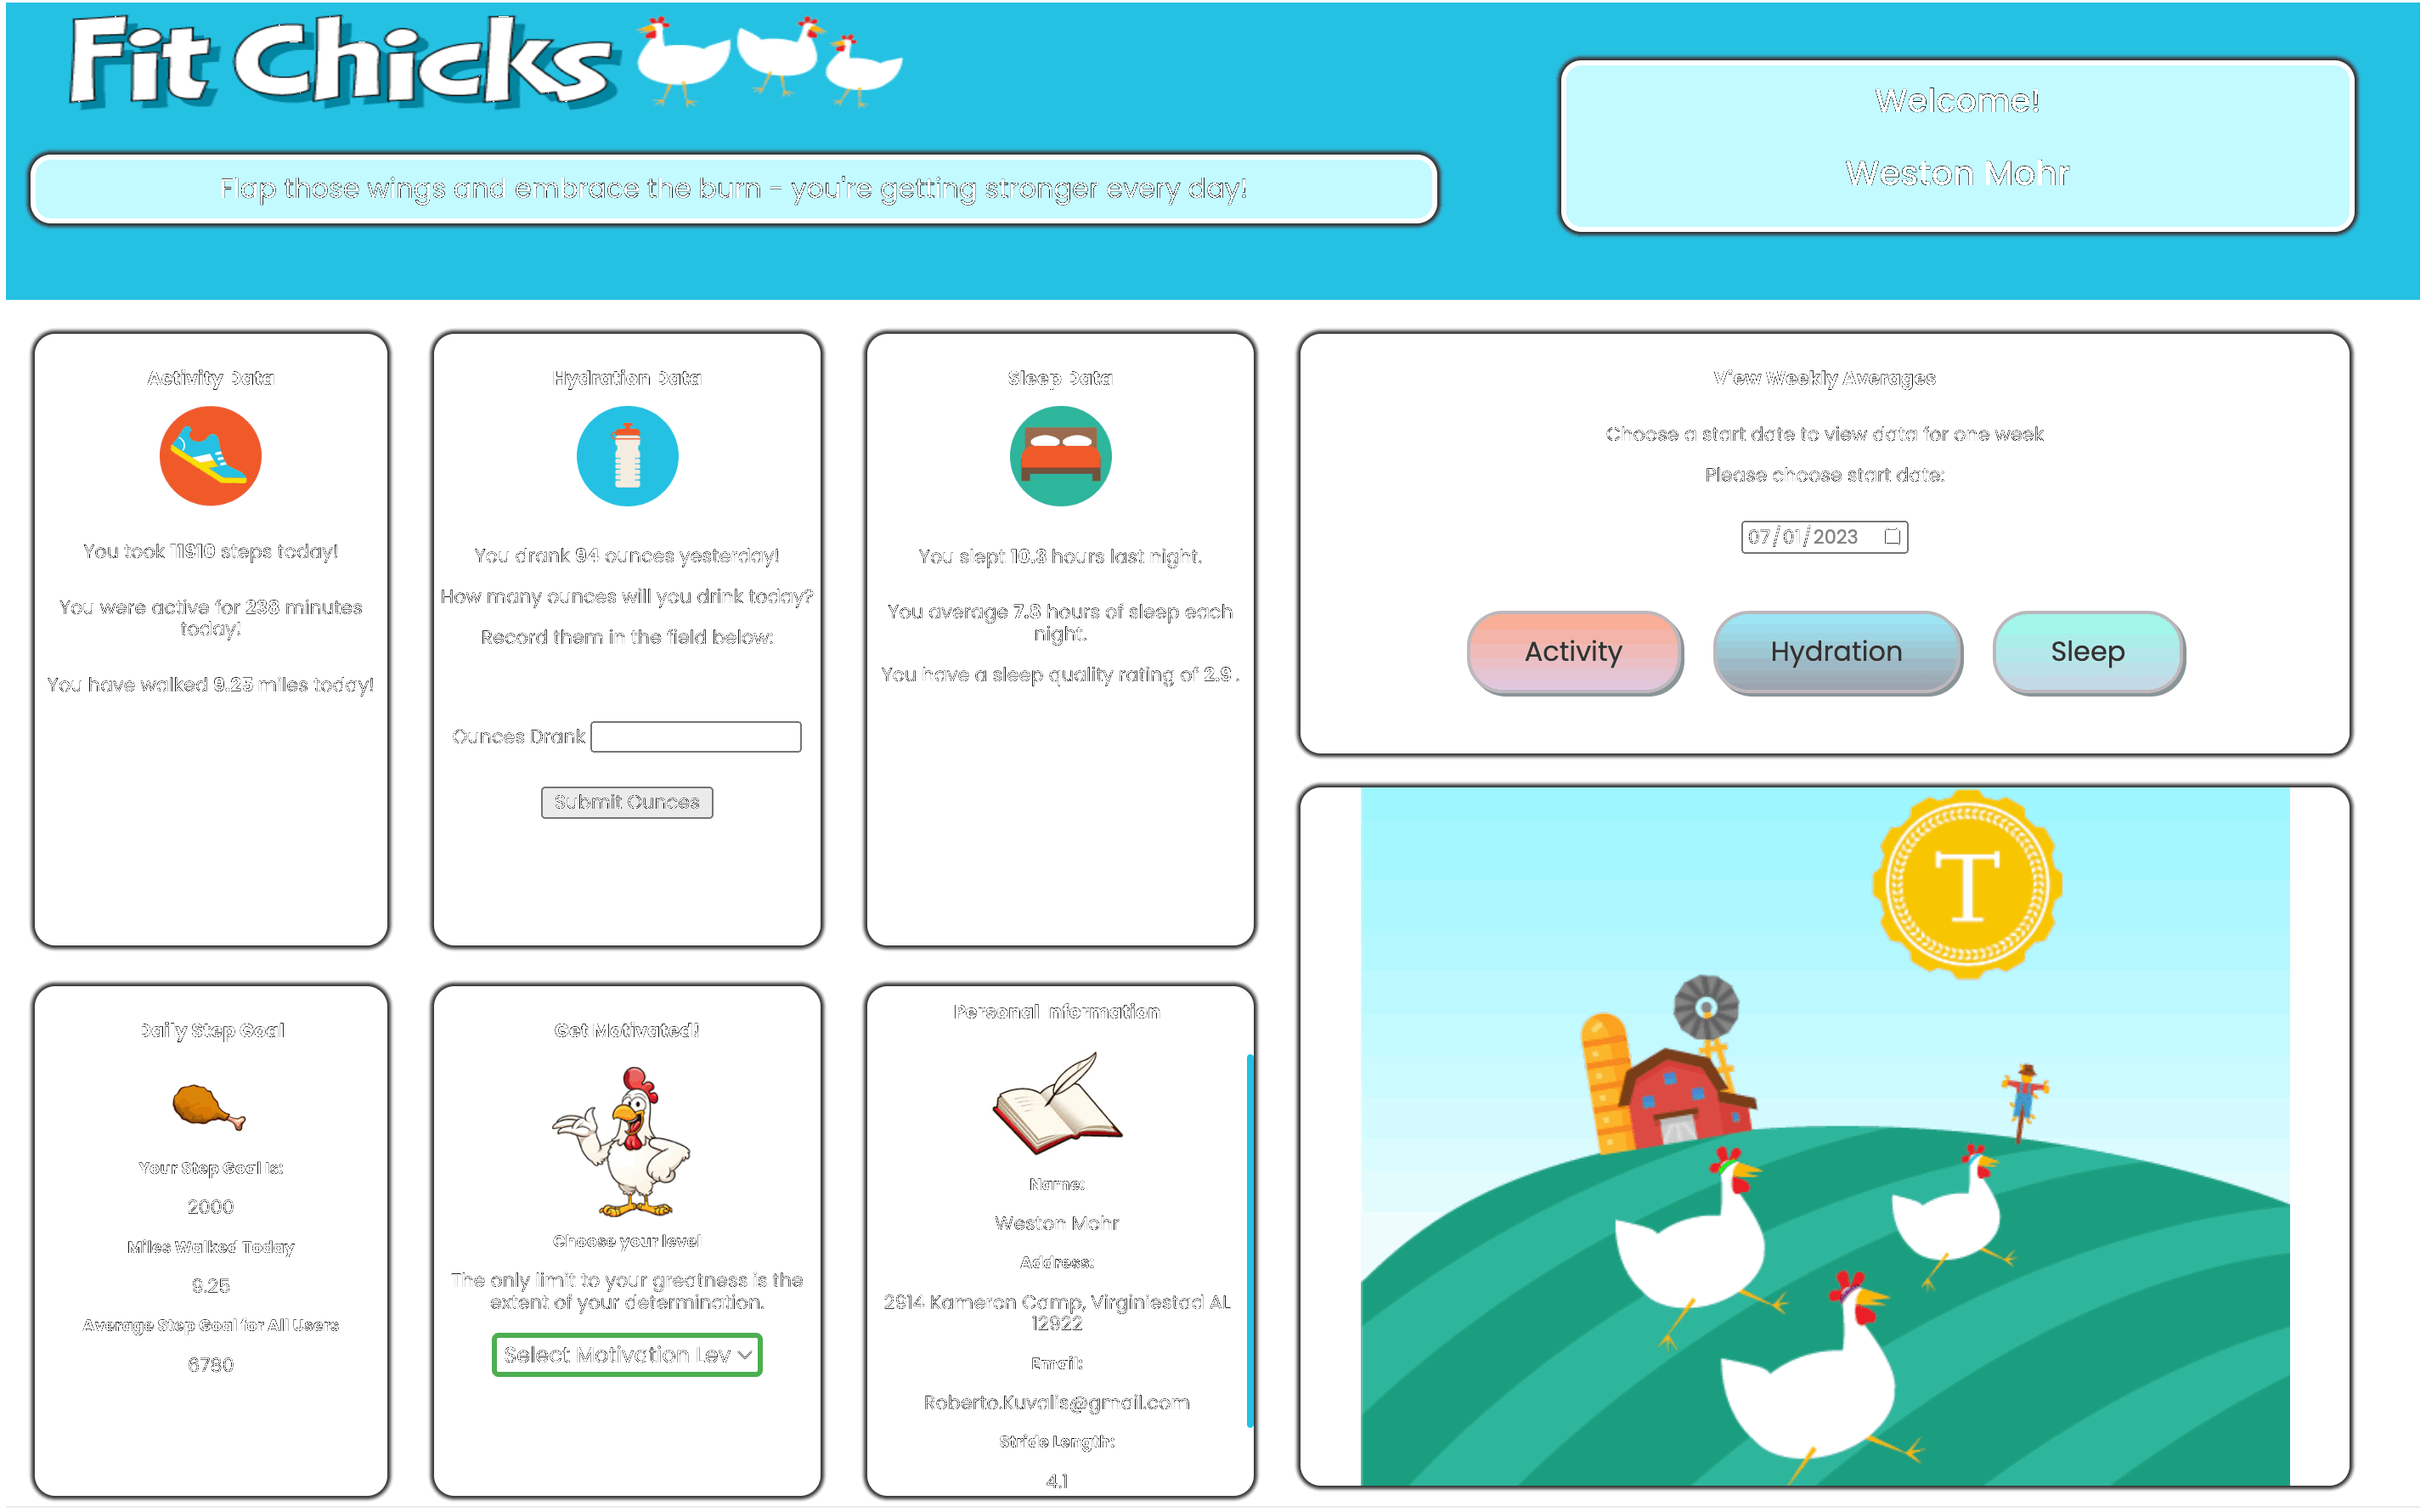 Fit Chicks
Flap those wings and embrace the burn - you're getting stronger every day!
Welcome!
Weston Mohr
Activity Data
You took 11910 steps today!
You were active for 238 minutes
today!
You have walked 9.25 miles today!
Hydration Data
You drank 94 ounces yesterday!
How many ounces will you drink today?
Record them in the field below:
Ounces Drank
Submit Ounces
Sleep Data
You slept 10.3 hours last night.
You average 7.8 hours of sleep each
night.
You have a sleep quality rating of 2.9 .
View Weekly Averages
Choose a start date to view data for one week
Please choose start date:
07/01/2023
Activity
Hydration
Sleep
T
Daily Step Goal
Your Step Goal Is:
2000
Miles Walked Today
9.25
Average Step Goal for All Users
6780
Get Motivated!
Choose your level
The only limit to your greatness is the
extent of your determination.
Select Motivation Lev
Personal Information
Name:
Weston Mohr
Address:
2914 Kameron Camp, Virginiestad AL
12922
Email:
Roberto.Kuvalis@gmail.com
Stride Length:
4.1